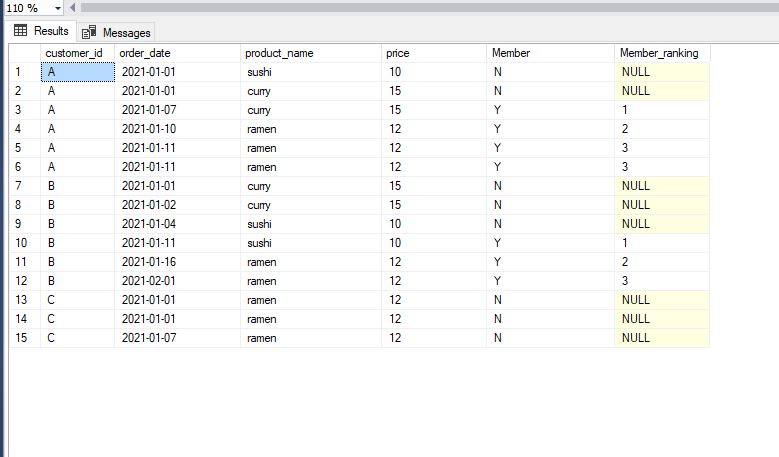 110 %
Results Messages
customer_id order_date product_name price Member Member_ranking
1 A 2021-01-01 sushi 10 N NULL
2 A 2021-01-01 curry 15 N NULL
3 A 2021-01-07 curry 15 Y 1
4 A 2021-01-10 ramen 12 Y 2
5 A 2021-01-11 ramen 12 Y 3
6 A 2021-01-11 ramen 12 Y 3
7 B 2021-01-01 curry 15 N NULL
8 B 2021-01-02 curry 15 N NULL
9 B 2021-01-04 sushi 10 N NULL
10 B 2021-01-11 sushi 10 Y 1
11 B 2021-01-16 ramen 12 Y 2
12 B 2021-02-01 ramen 12 Y 3
13 C 2021-01-01 ramen 12 N NULL
14 C 2021-01-01 ramen 12 N NULL
15 C 2021-01-07 ramen 12 N NULL